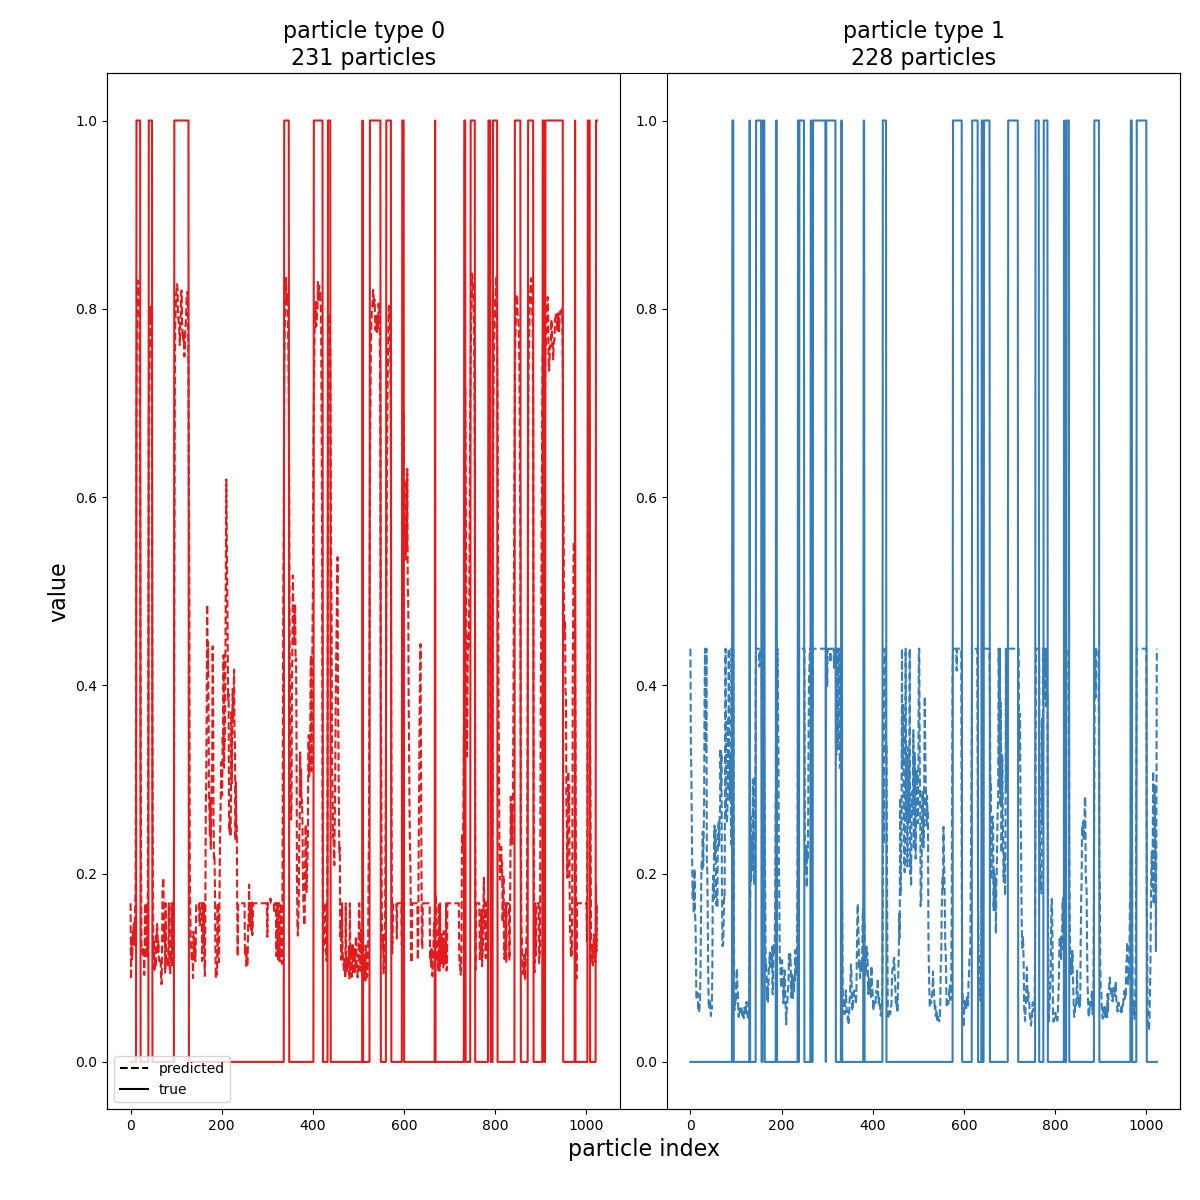 particle type 0
231 particles
particle type 1
228 particles
1.0
0.8
0.6
0.4
0.2
0.0
1.0
0.8
0.6
0.4
0.2
0.0
value
predicted
true
0 200 400 600 800 1000
0 200 400 600 800 1000
particle index